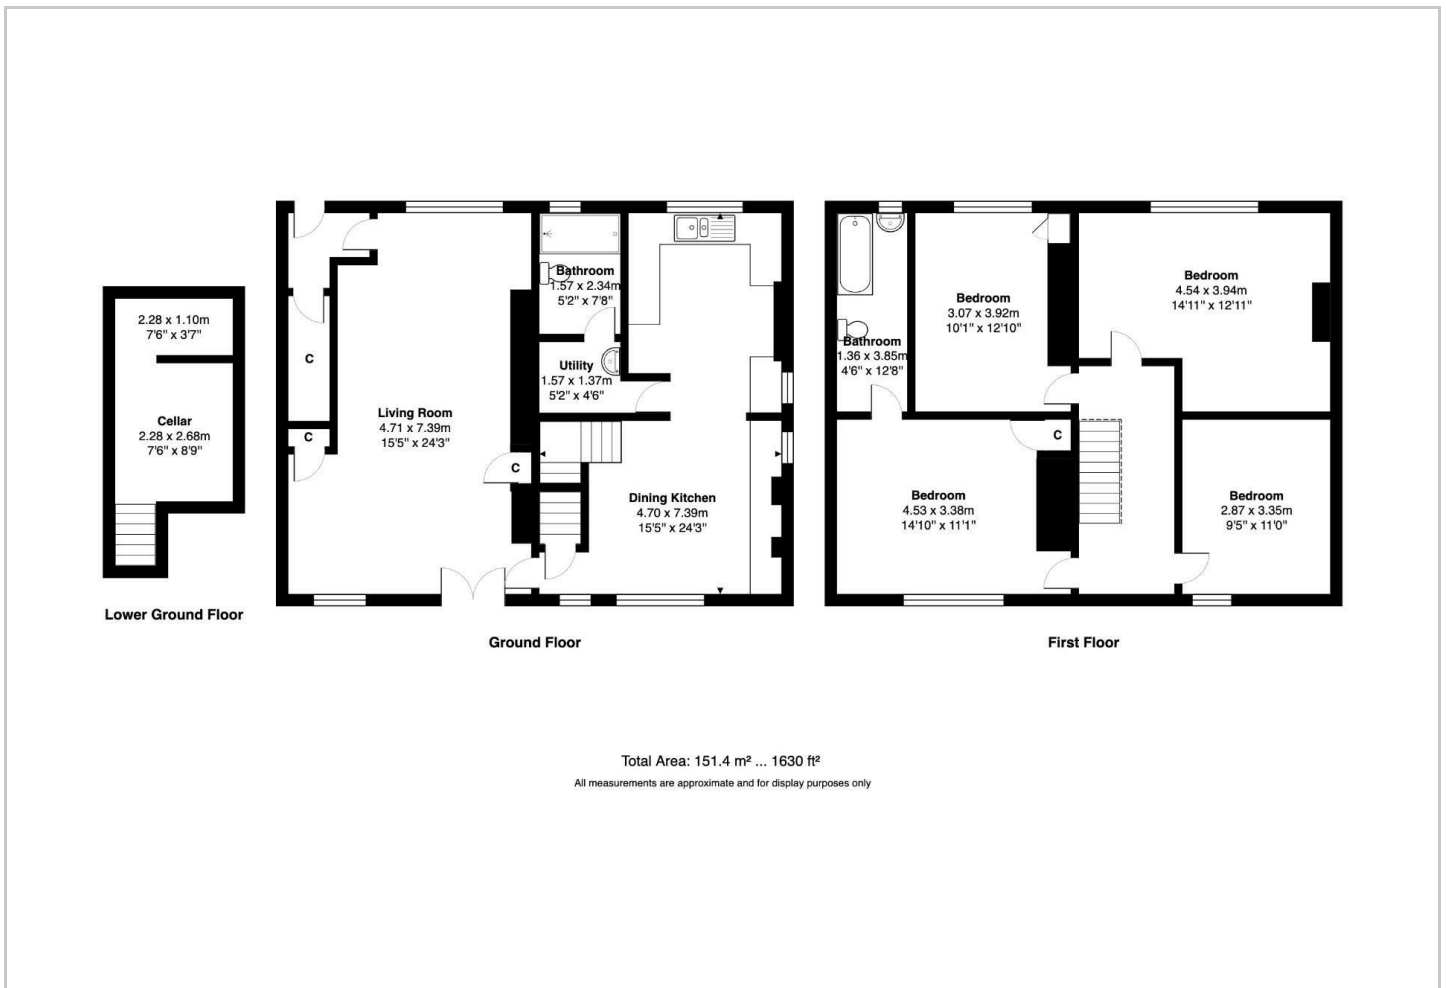 2.28 x 1.10m
7'6" x 3'7"
Cellar
2.28 x 2.68m
7'6" x 8'9"
Lower Ground Floor
C
C
Living Room
4.71 x 7.39m
15'5" x 24'3"
C
Bathroom
1.57 x 2.34m
5'2" x 7'8"
Utility
1.57 x 1.37m
5'2" x 4'6"
Dining Kitchen
4.70 x 7.39m
15'5" x 24'3"
Ground Floor
Bathroom
1.36 x 3.85m
4'6" x 12'8"
Bedroom
3.07 x 3.92m
10'1" x 12'10"
Bedroom
4.54 x 3.94m
14'11" x 12'11"
C
Bedroom
4.53 x 3.38m
14'10" x 11'1"
Bedroom
2.87 x 3.35m
9'5" x 11'0"
First Floor
Total Area: 151.4 m² ... 1630 ft²
All measurements are approximate and for display purposes only